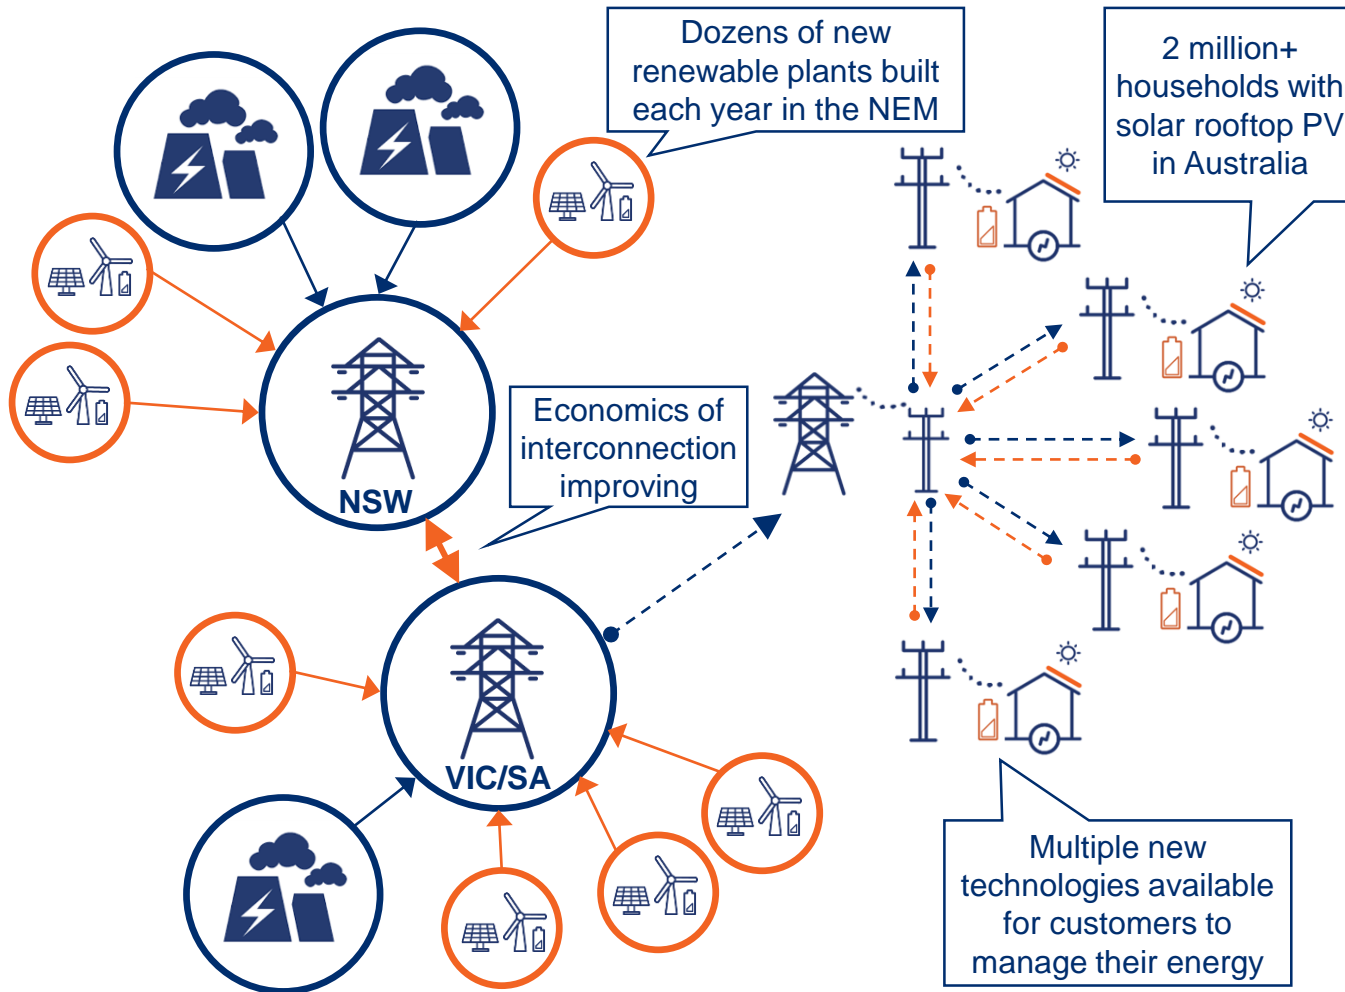 Dozens of new
renewable plants built
each year in the NEM
2 million+
households with
solar rooftop PV
in Australia
Economics of
interconnection
improving
NSW
VIC/SA
Multiple new
technologies available
for customers to
manage their energy